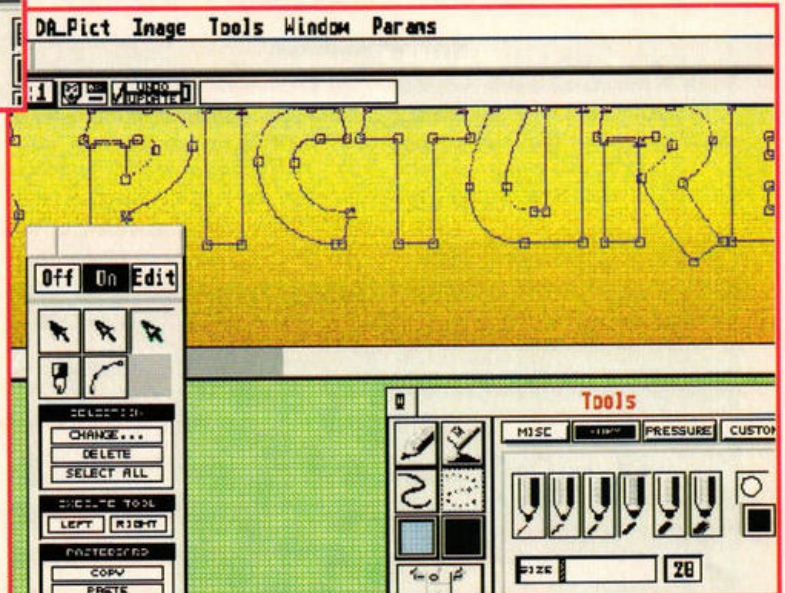 DA_Pict Image Tools Window Params
:1 UNDO UPDATE
PICTURE
Off On Edit
SELECTION
CHANGE...
DELETE
SELECT ALL
EXECUTE TOOL
LEFT RIGHT
PASTEBOARD
COPY
PASTE
Tools
MISC PRESSURE CUSTOM
SIZE 28